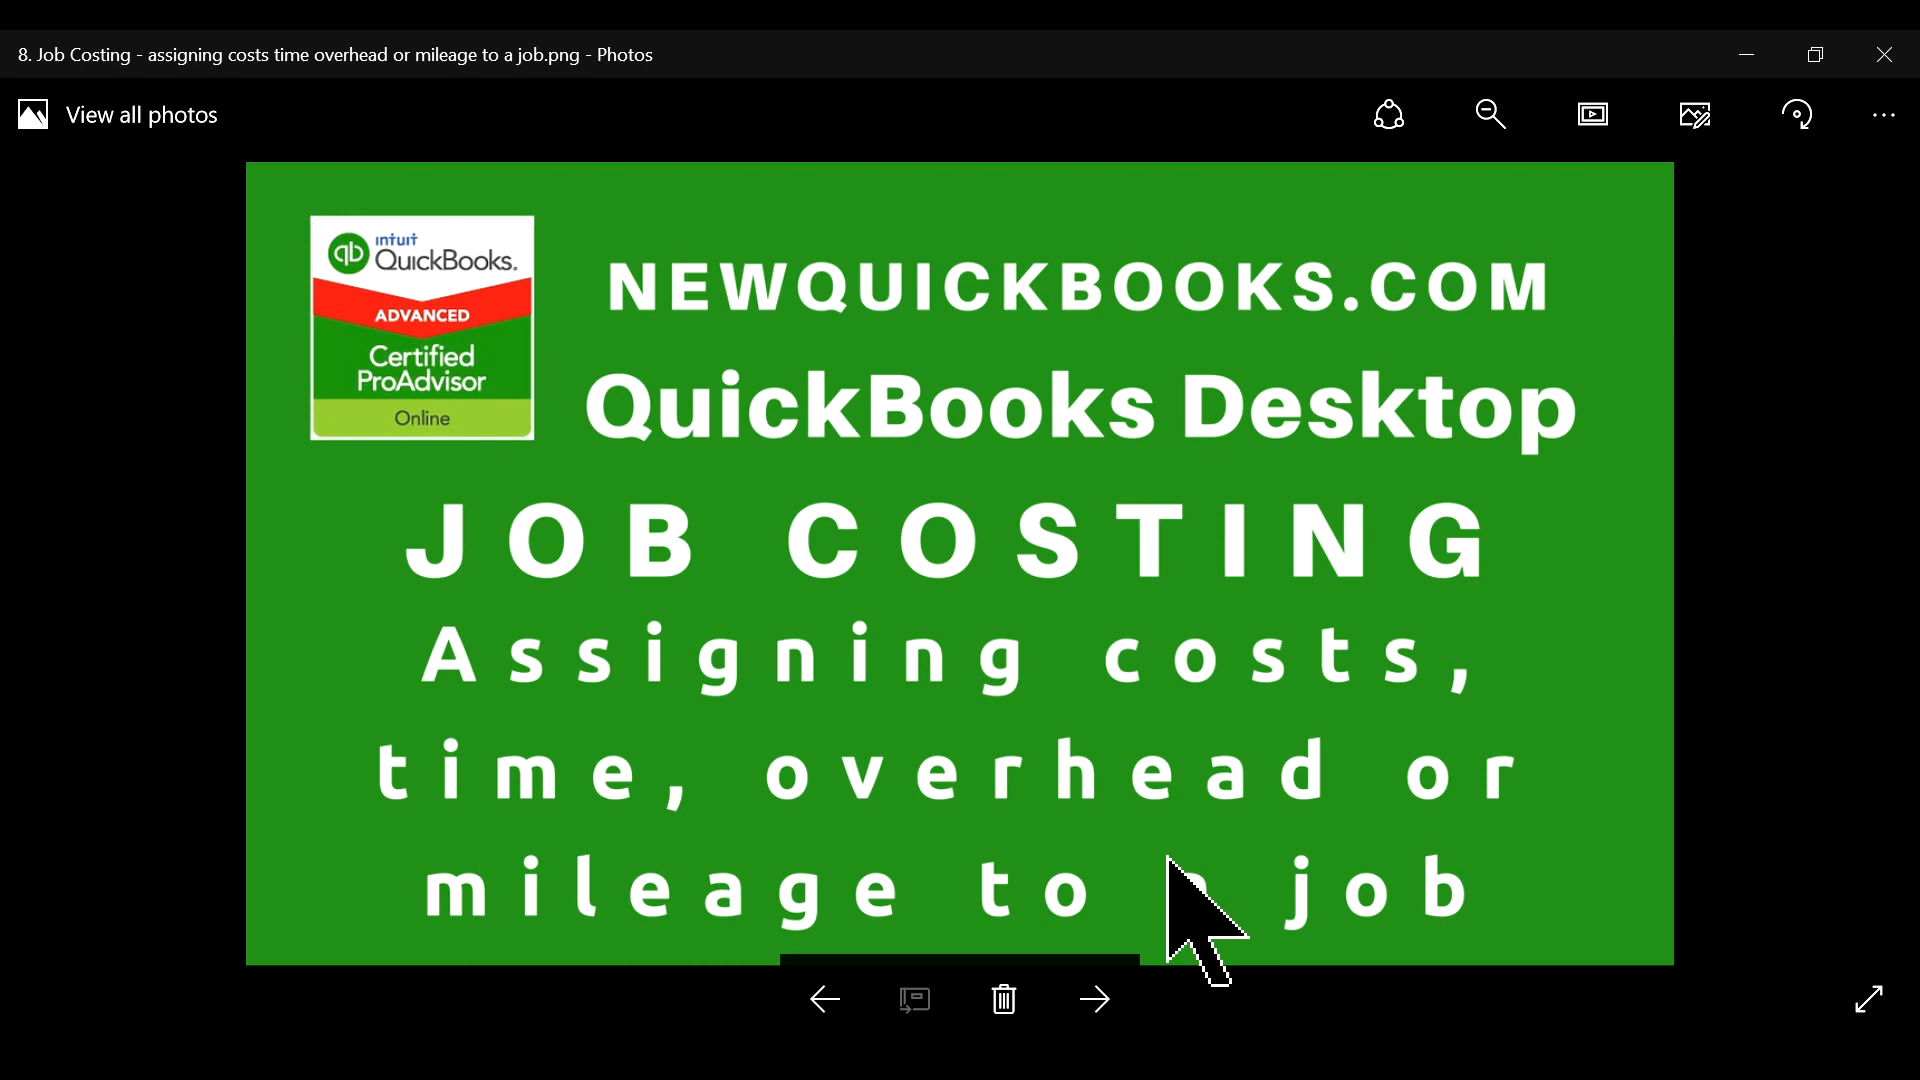 8. Job Costing - assigning costs time overhead or mileage to a job.png - Photos
View all photos
intuit
qb QuickBooks.
ADVANCED
Certified
ProAdvisor
Online
NEWQUICKBOOKS.COM
QuickBooks Desktop
JOB COSTING
Assigning costs,
time, overhead or
mileage to a job